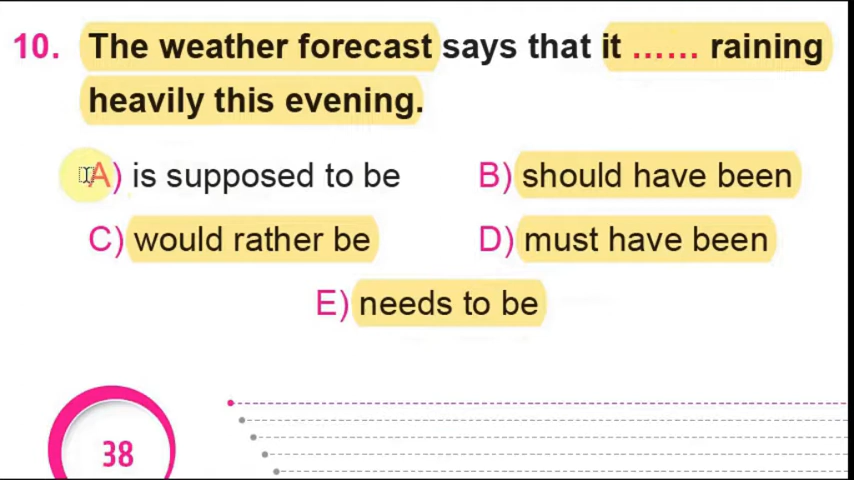 10. The weather forecast says that it ...... raining
heavily this evening.
A) is supposed to be B) should have been
C) would rather be D) must have been
E) needs to be
38